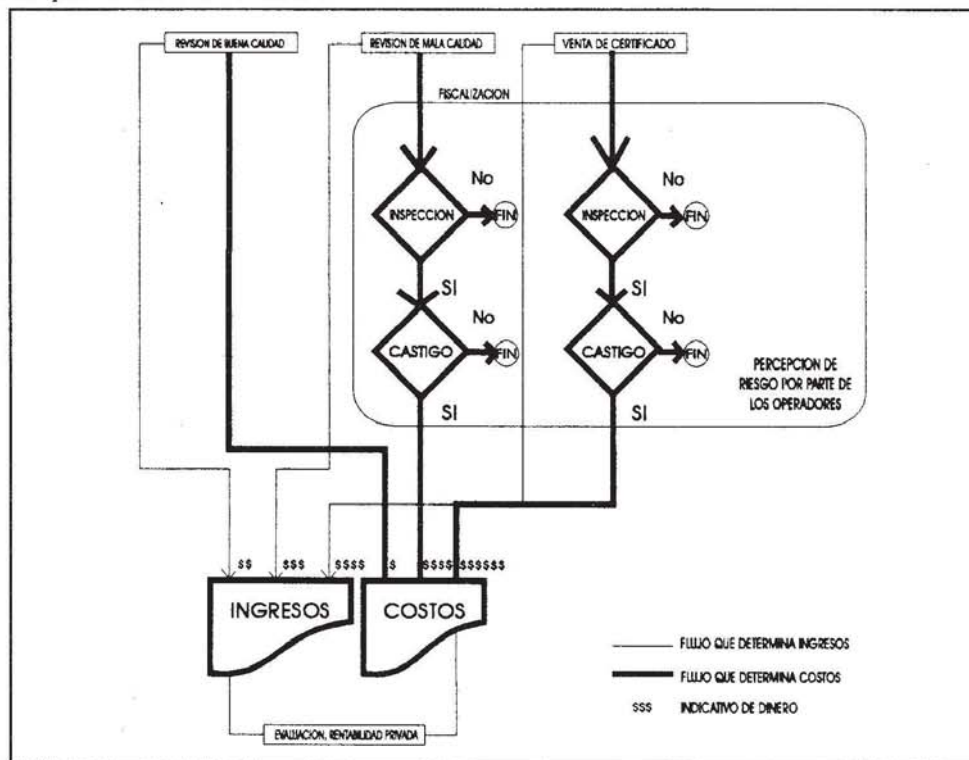 REVISION DE BUENA CALIDAD
REVISION DE MALA CALIDAD
VENTA DE CERTIFICADO
FISCALIZACION
No
No
INSPECCION
FIN
INSPECCION
FIN
SI
SI
No
No
CASTIGO
FIN
CASTIGO
FIN
PERCEPCION DE
RIESGO POR PARTE DE
LOS OPERADORES
SI
SI
$$
$$$
$$$$
INGRESOS
COSTOS
FLUJO QUE DETERMINA INGRESOS
FLUJO QUE DETERMINA COSTOS
$$$ INDICATIVO DE DINERO
EVALUACION, RENTABILIDAD PRIVADA